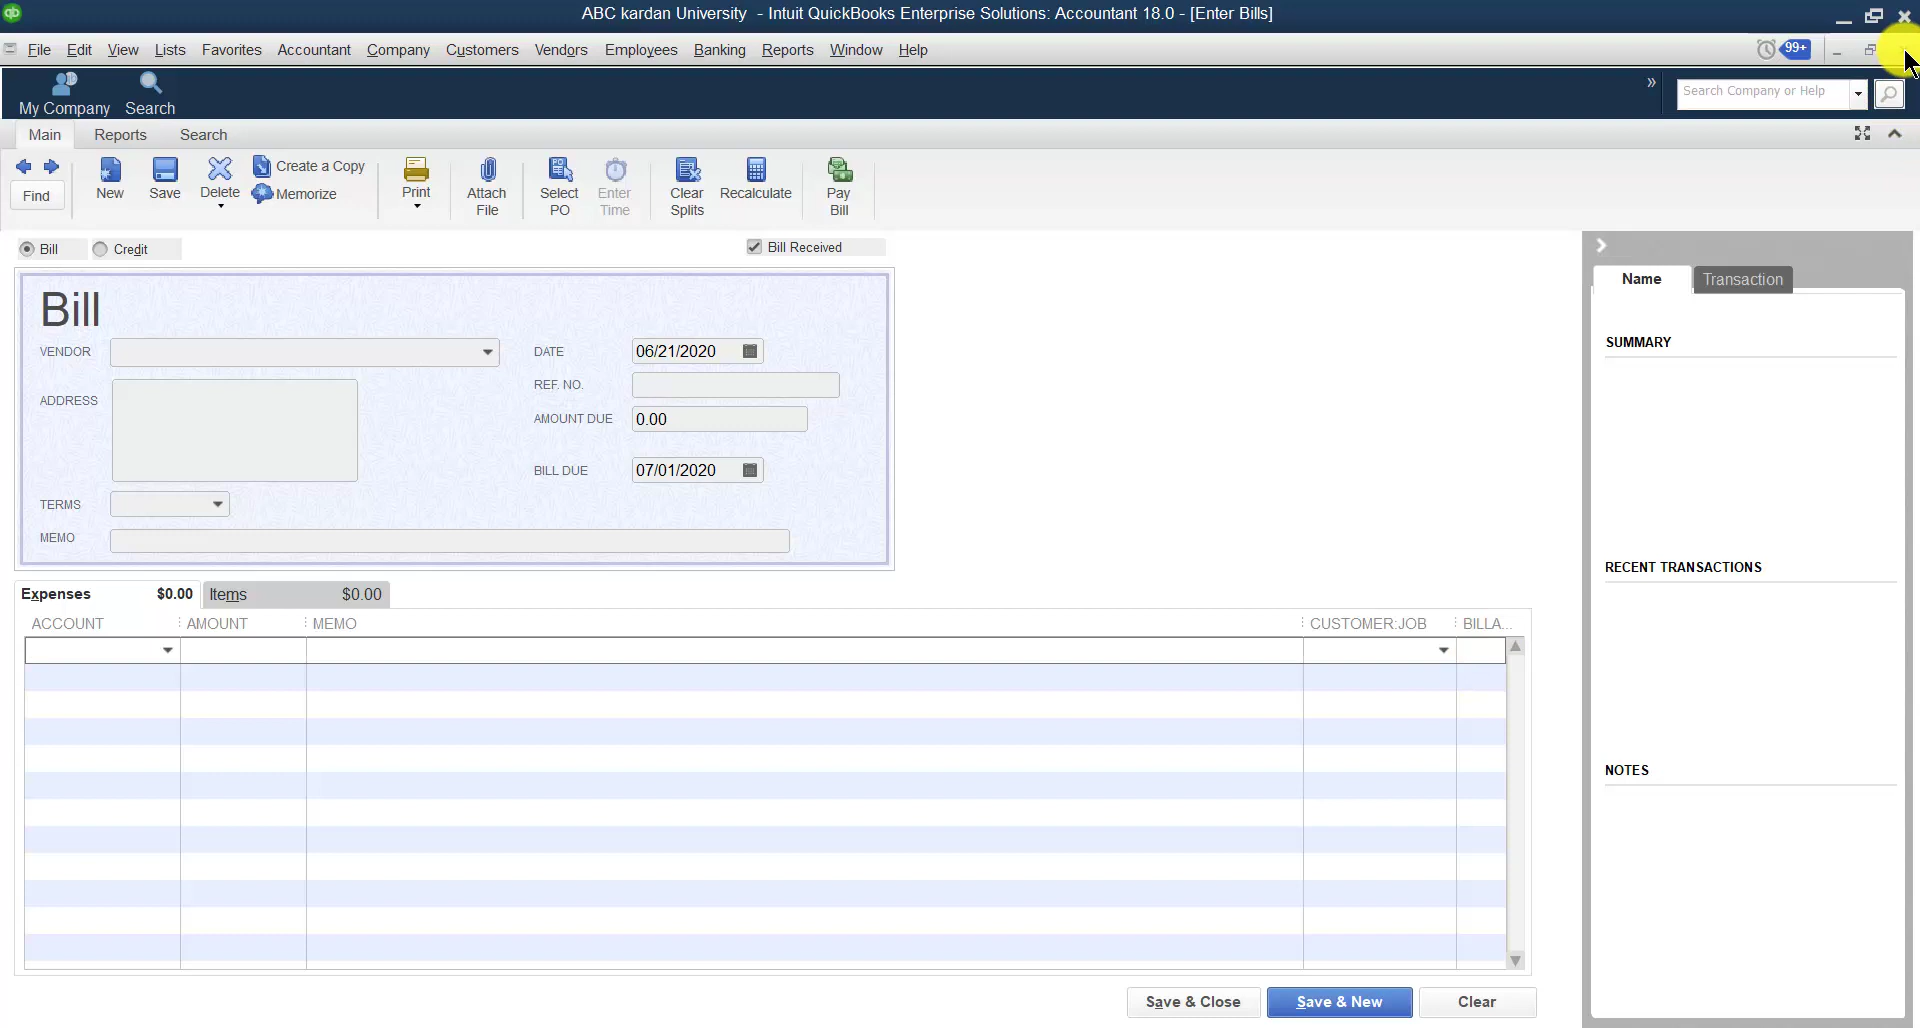 ABC kardan University - Intuit QuickBooks Enterprise Solutions: Accountant 18.0 - [Enter Bills]
File Edit View Lists Favorites Accountant Company Customers Vendors Employees Banking Reports Window Help 99+
My Company Search Search Company or Help
Main Reports Search
Find New Save Delete Create a Copy Memorize Print Attach File Select PO Enter Time Clear Splits Recalculate Pay Bill
Bill Credit Bill Received
Name Transaction
Bill
SUMMARY
VENDOR DATE 06/21/2020
ADDRESS REF. NO.
AMOUNT DUE 0.00
BILL DUE 07/01/2020
TERMS
MEMO
RECENT TRANSACTIONS
Expenses $0.00 Items $0.00
ACCOUNT AMOUNT MEMO CUSTOMER:JOB BILLA...
NOTES
Save & Close Save & New Clear